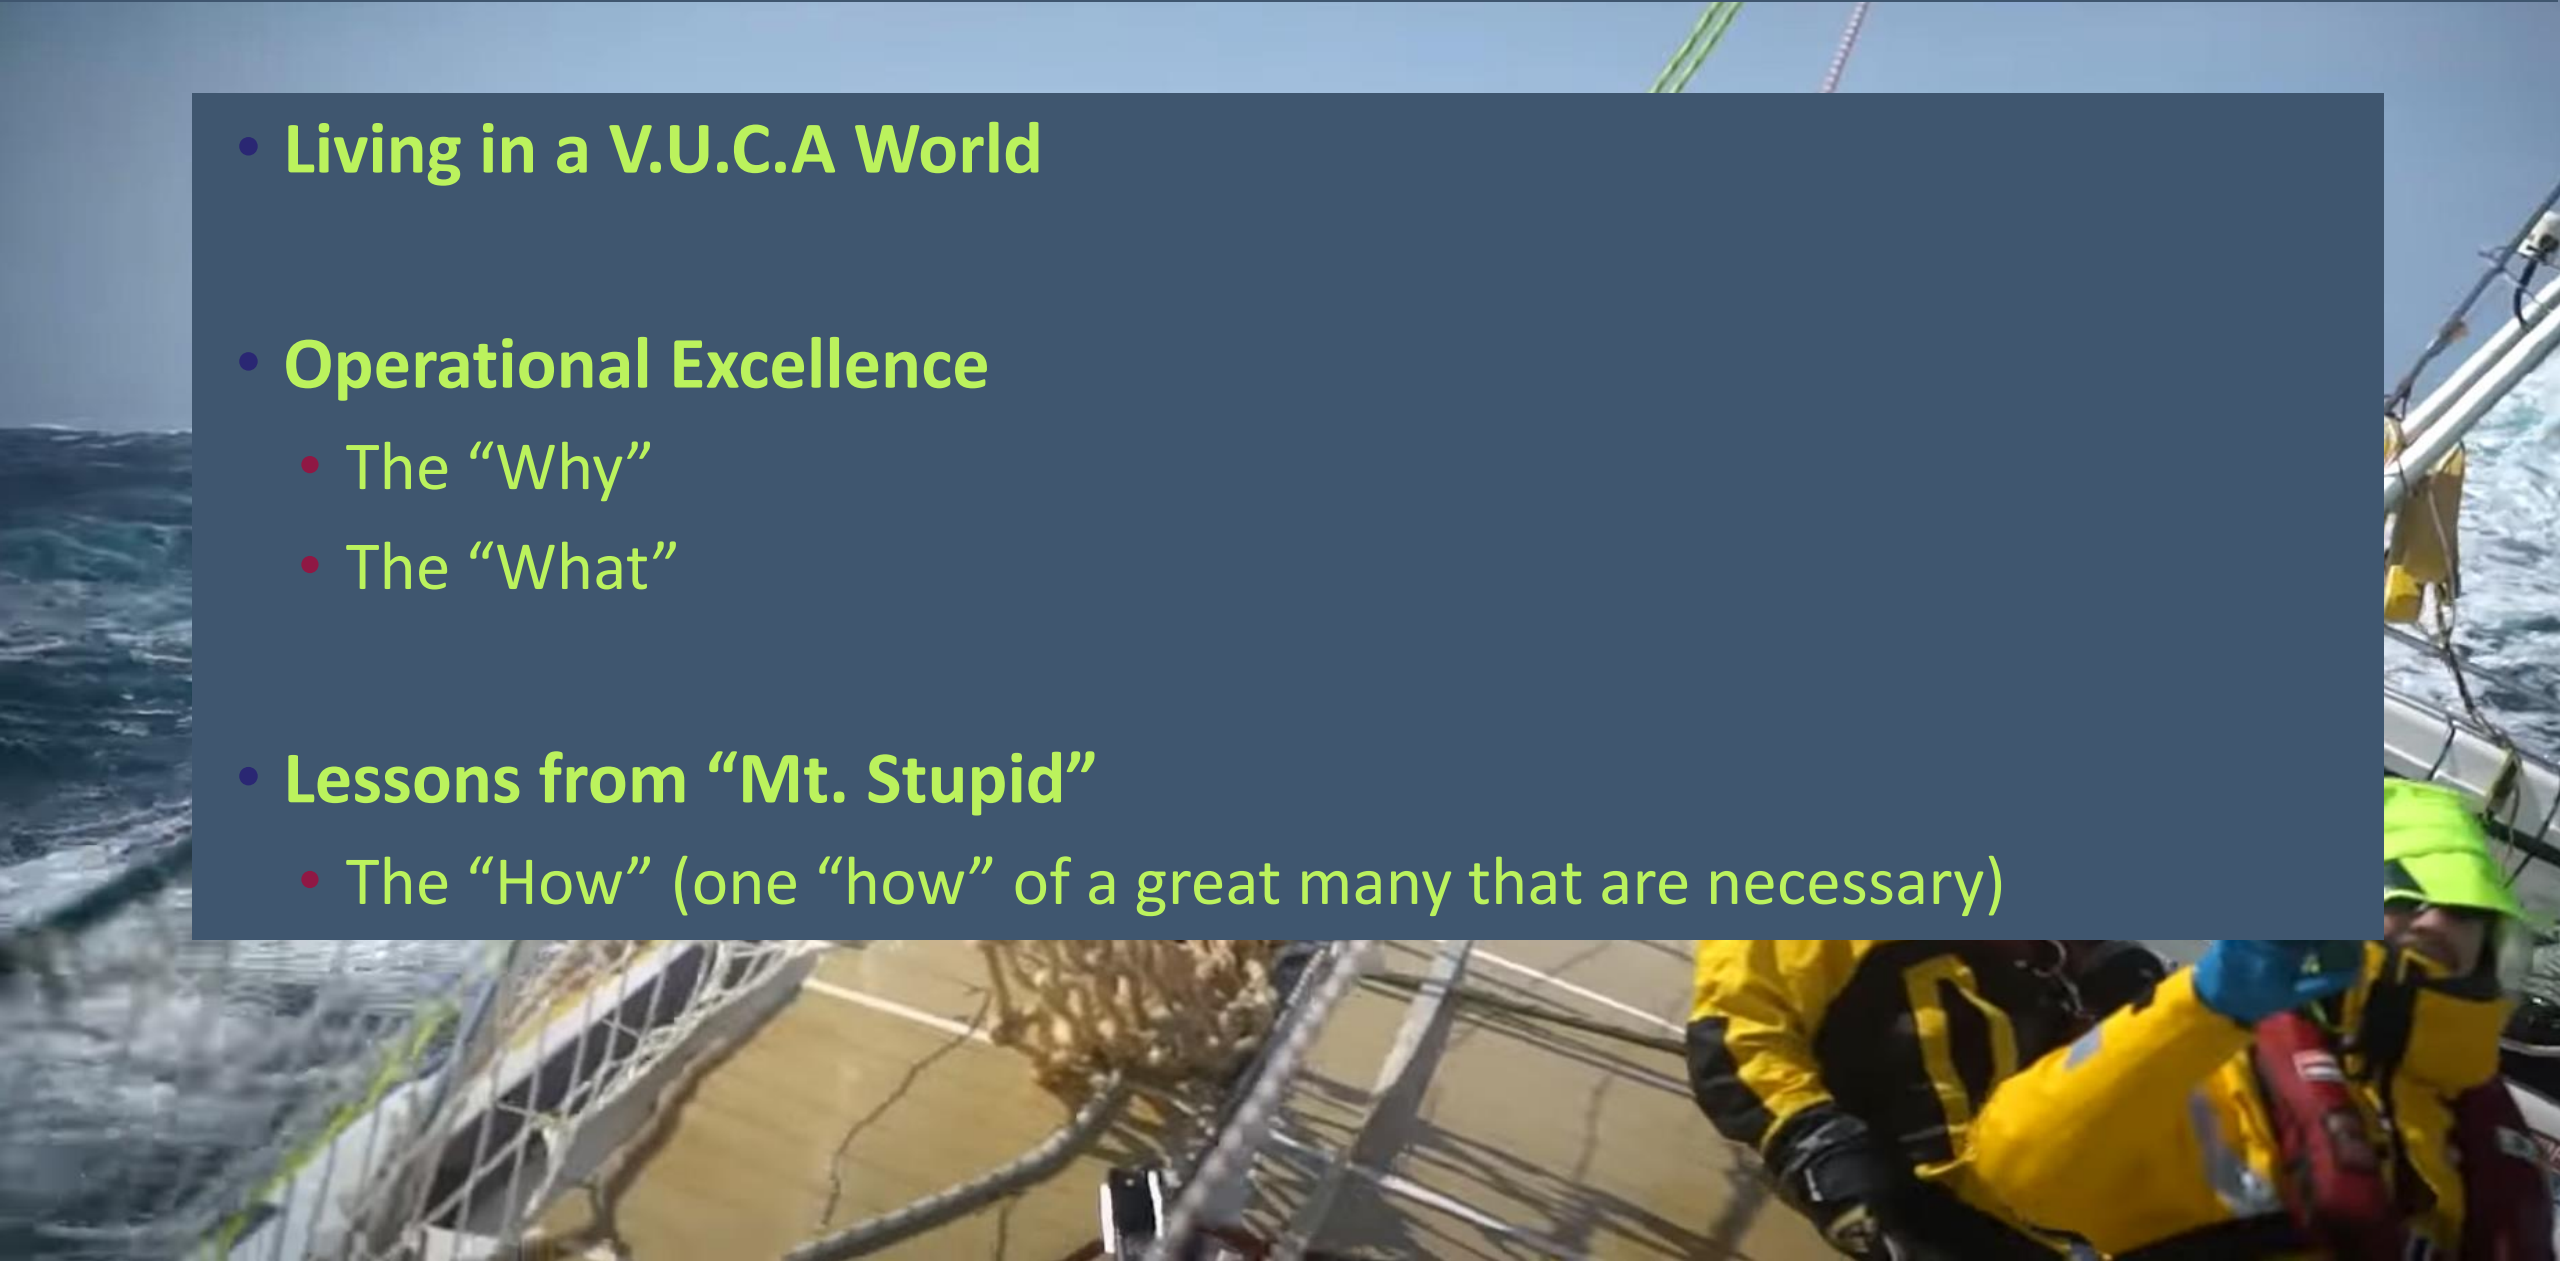 • Living in a V.U.C.A World
• Operational Excellence
• The “Why”
• The “What”
• Lessons from “Mt. Stupid”
• The “How” (one “how” of a great many that are necessary)